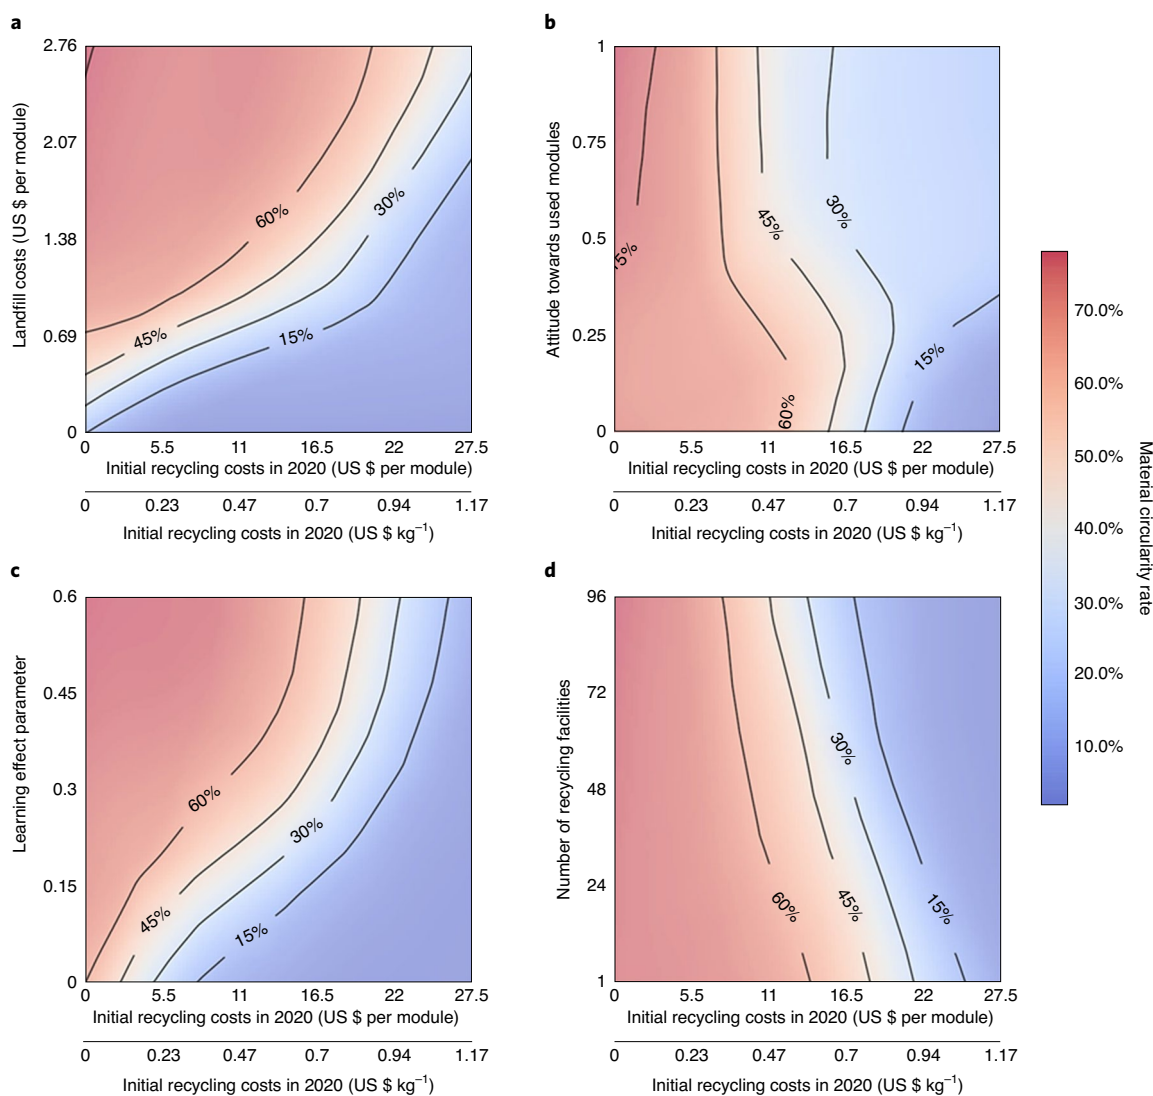 a
2.76
2.07
1.38
0.69
0
Landfill costs (US $ per module)
60%
30%
45%
15%
0 5.5 11 16.5 22 27.5
Initial recycling costs in 2020 (US $ per module)
0 0.23 0.47 0.7 0.94 1.17
Initial recycling costs in 2020 (US $ kg⁻¹)
b
1
0.75
0.5
0.25
0
Attitude towards used modules
45%
30%
5%
15%
60%
0 5.5 11 16.5 22 27.5
Initial recycling costs in 2020 (US $ per module)
0 0.23 0.47 0.7 0.94 1.17
Initial recycling costs in 2020 (US $ kg⁻¹)
70.0%
60.0%
50.0%
40.0%
30.0%
20.0%
10.0%
Material circularity rate
c
0.6
0.45
0.3
0.15
0
Learning effect parameter
60%
30%
45%
15%
0 5.5 11 16.5 22 27.5
Initial recycling costs in 2020 (US $ per module)
0 0.23 0.47 0.7 0.94 1.17
Initial recycling costs in 2020 (US $ kg⁻¹)
d
96
72
48
24
1
Number of recycling facilities
30%
60%
45%
15%
0 5.5 11 16.5 22 27.5
Initial recycling costs in 2020 (US $ per module)
0 0.23 0.47 0.7 0.94 1.17
Initial recycling costs in 2020 (US $ kg⁻¹)